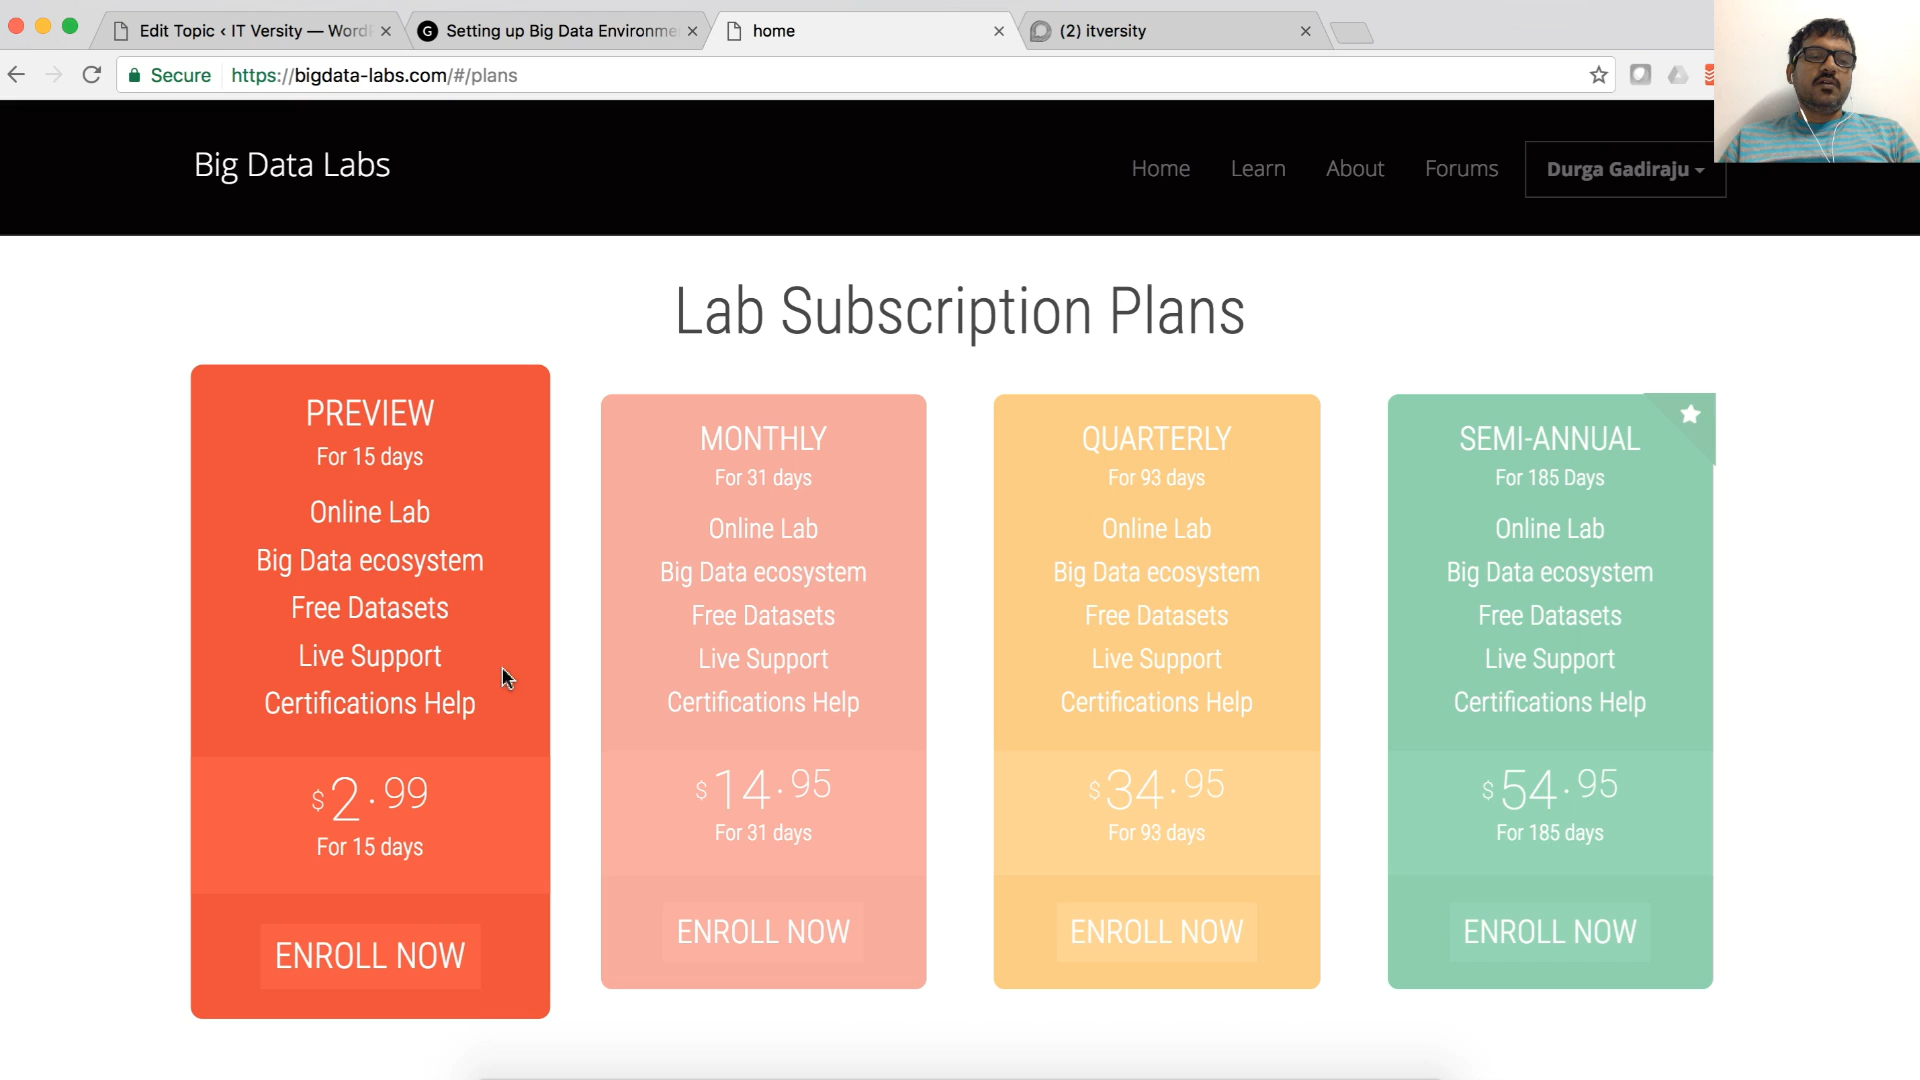 Edit Topic ‹ IT Versity — Word
Setting up Big Data Environme
home
(2) itversity
Secure
https://bigdata-labs.com/#/plans
Big Data Labs
Home
Learn
About
Forums
Durga Gadiraju
Lab Subscription Plans
PREVIEW
For 15 days
Online Lab
Big Data ecosystem
Free Datasets
Live Support
Certifications Help
$2.99
For 15 days
ENROLL NOW
MONTHLY
For 31 days
Online Lab
Big Data ecosystem
Free Datasets
Live Support
Certifications Help
$14.95
For 31 days
ENROLL NOW
QUARTERLY
For 93 days
Online Lab
Big Data ecosystem
Free Datasets
Live Support
Certifications Help
$34.95
For 93 days
ENROLL NOW
SEMI-ANNUAL
For 185 Days
Online Lab
Big Data ecosystem
Free Datasets
Live Support
Certifications Help
$54.95
For 185 days
ENROLL NOW